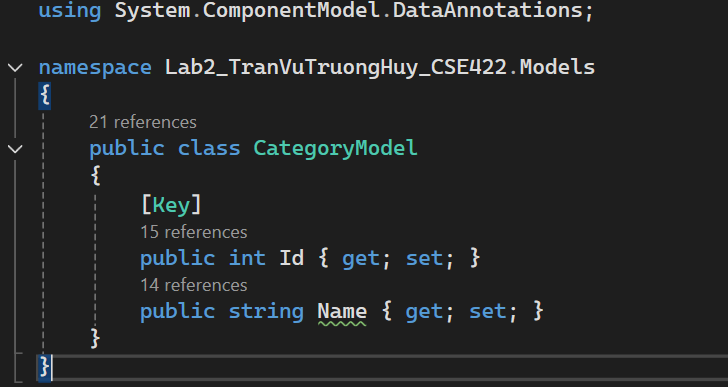 using System.ComponentModel.DataAnnotations;
namespace Lab2_TranVuTruongHuy_CSE422.Models
{
21 references
public class CategoryModel
{
[Key]
15 references
public int Id { get; set; }
14 references
public string Name { get; set; }
}
}